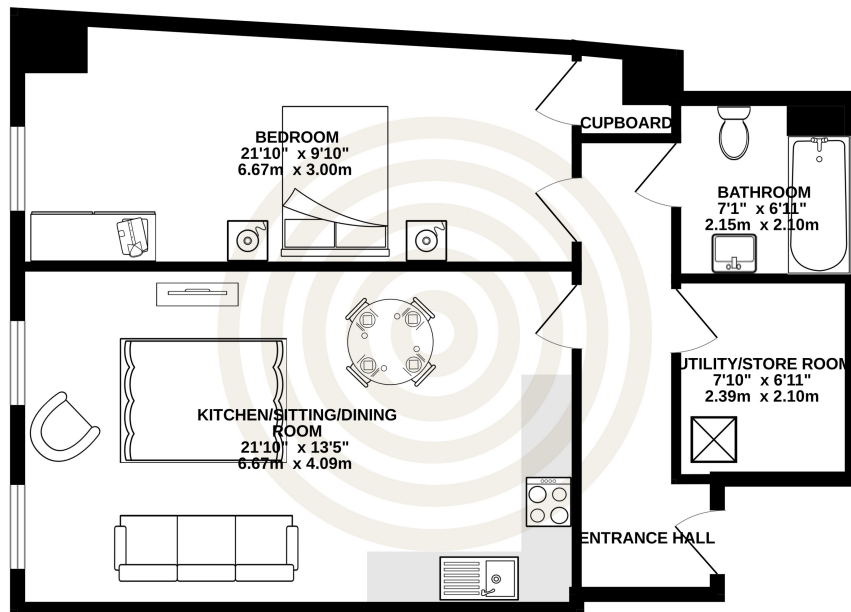 BEDROOM
21'10" x 9'10"
6.67m x 3.00m
CUPBOARD
BATHROOM
7'1" x 6'11"
2.15m x 2.10m
UTILITY/STORE ROOM
7'10" x 6'11"
2.39m x 2.10m
KITCHEN/SITTING/DINING
ROOM
21'10" x 13'5"
6.67m x 4.09m
ENTRANCE HALL